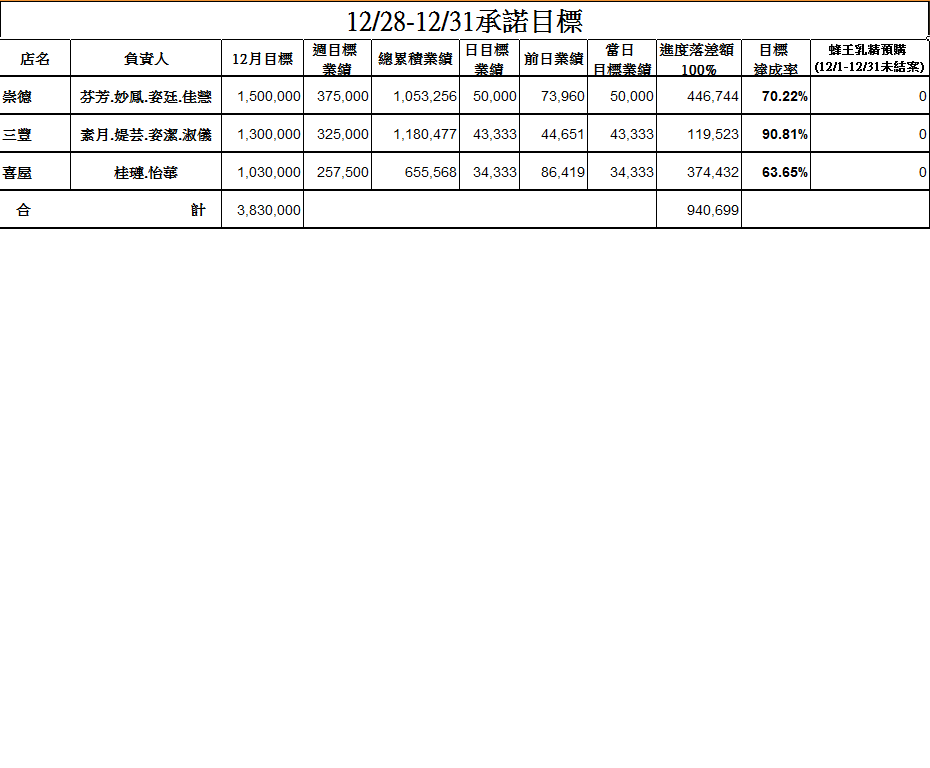 12/28-12/31承諾目標
店名 負責人 12月目標 週目標業績 總累積業績 日目標業績 前日業績 當日目標業績 進度落差額100% 目標達成率 蜂王乳精預購(12/1-12/31未結案)
崇德 芬芳.妙鳳.姿廷.佳慧 1,500,000 375,000 1,053,256 50,000 73,960 50,000 446,744 70.22% 0
三豐 素月.媞芸.姿潔.淑儀 1,300,000 325,000 1,180,477 43,333 44,651 43,333 119,523 90.81% 0
喜屋 桂瑭.怡華 1,030,000 257,500 655,568 34,333 86,419 34,333 374,432 63.65% 0
合計 3,830,000 940,699